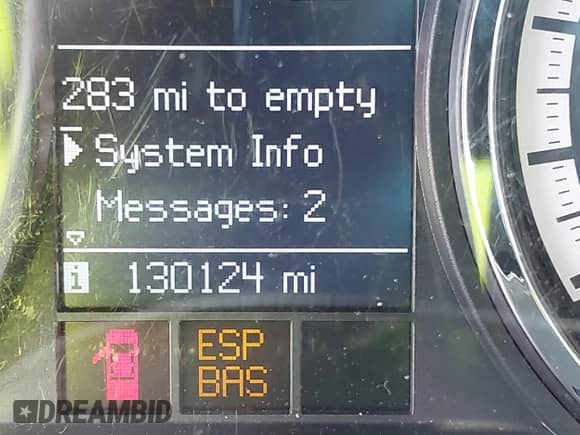 283 mi to empty
System Info
Messages: 2
i 130124 mi
ESP
BAS
DREAMBID